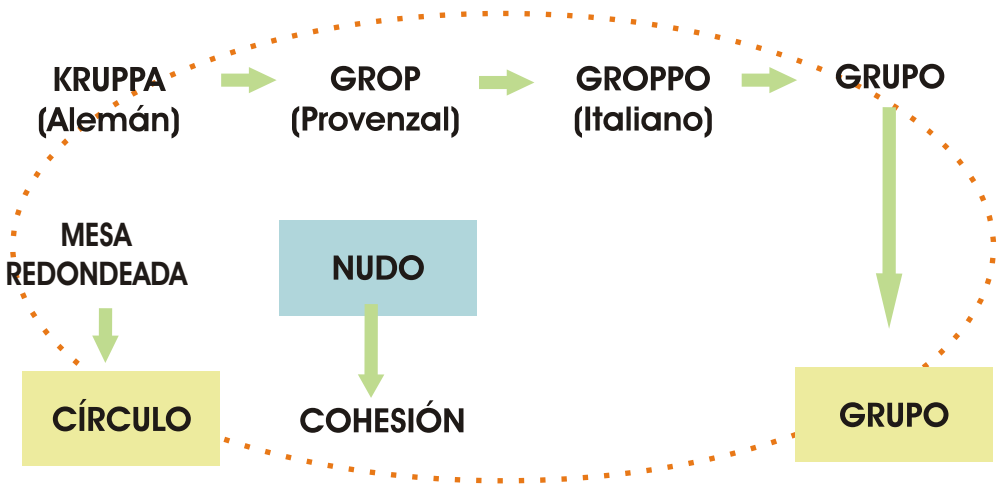 KRUPPA
(Alemán)
GROP
(Provenzal)
GROPPO
(Italiano)
GRUPO
MESA
REDONDEADA
NUDO
CÍRCULO
COHESIÓN
GRUPO